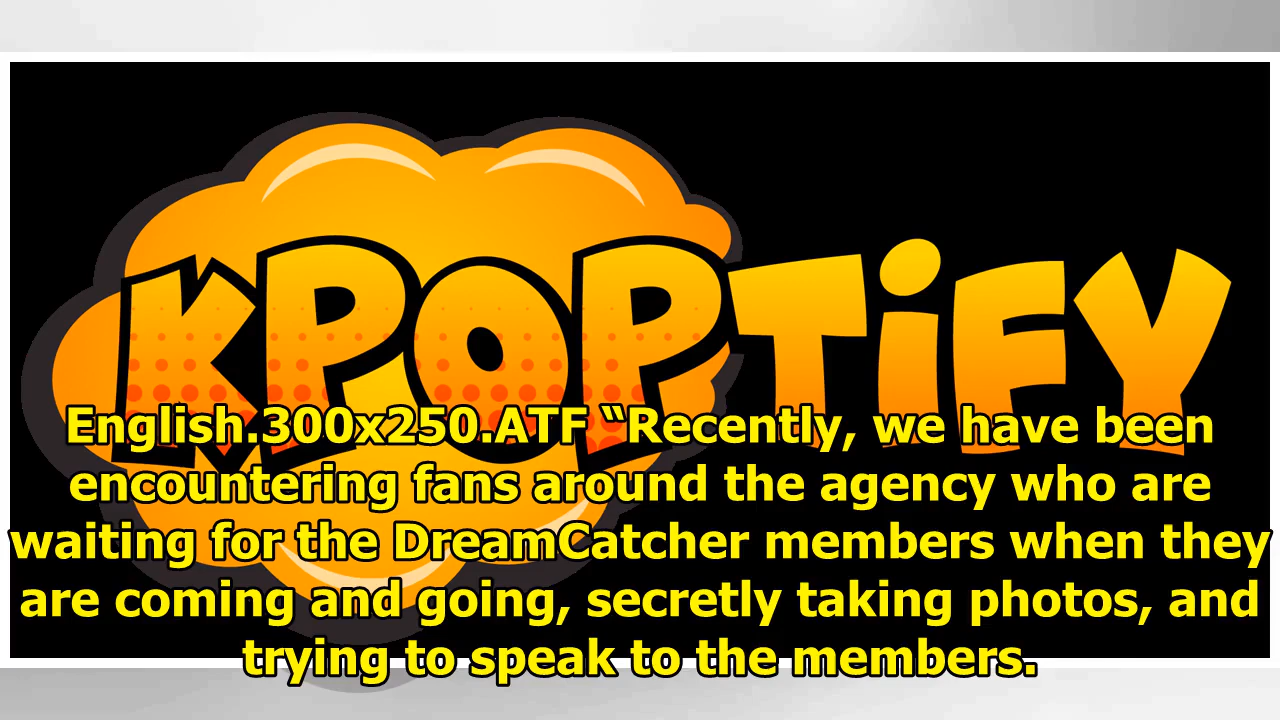 KPOPTiFY
English.300x250.ATF “Recently, we have been
encountering fans around the agency who are
waiting for the DreamCatcher members when they
are coming and going, secretly taking photos, and
trying to speak to the members.